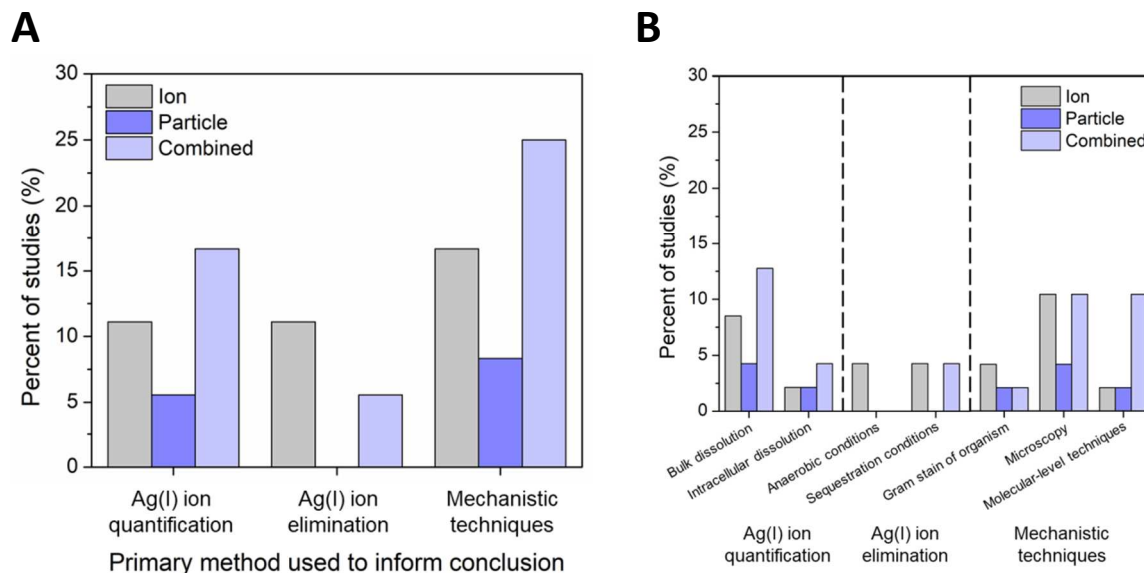 A
30
25
20
15
10
5
0
Percent of studies (%)
Ion
Particle
Combined
Ag(I) ion
quantification
Ag(I) ion
elimination
Mechanistic
techniques
Primary method used to inform conclusion
B
30
25
20
15
10
5
0
Percent of studies (%)
Ion
Particle
Combined
Bulk dissolution
Intracellular dissolution
Anaerobic conditions
Sequestration conditions
Gram stain of organism
Microscopy
Molecular-level techniques
Ag(I) ion
quantification
Ag(I) ion
elimination
Mechanistic
techniques